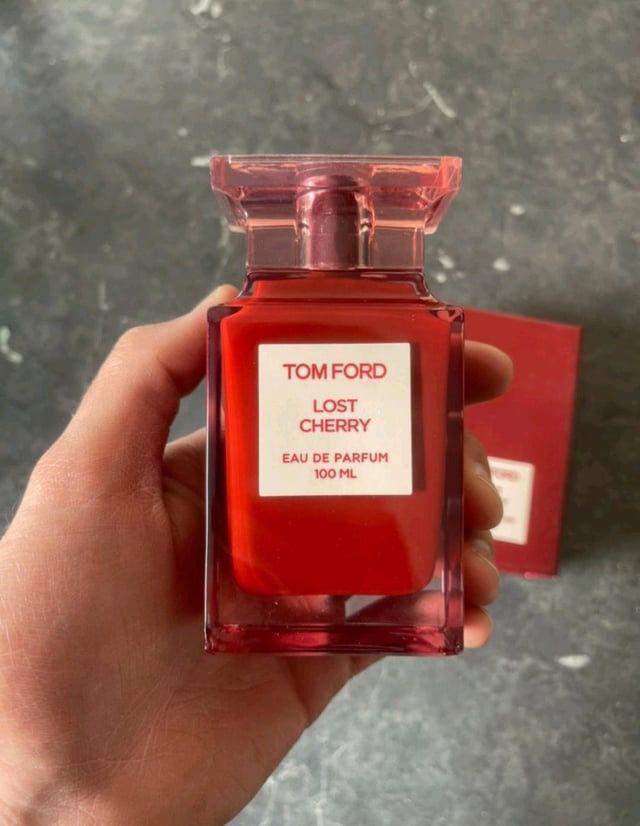 TOM FORD
LOST
CHERRY
EAU DE PARFUM
100 ML